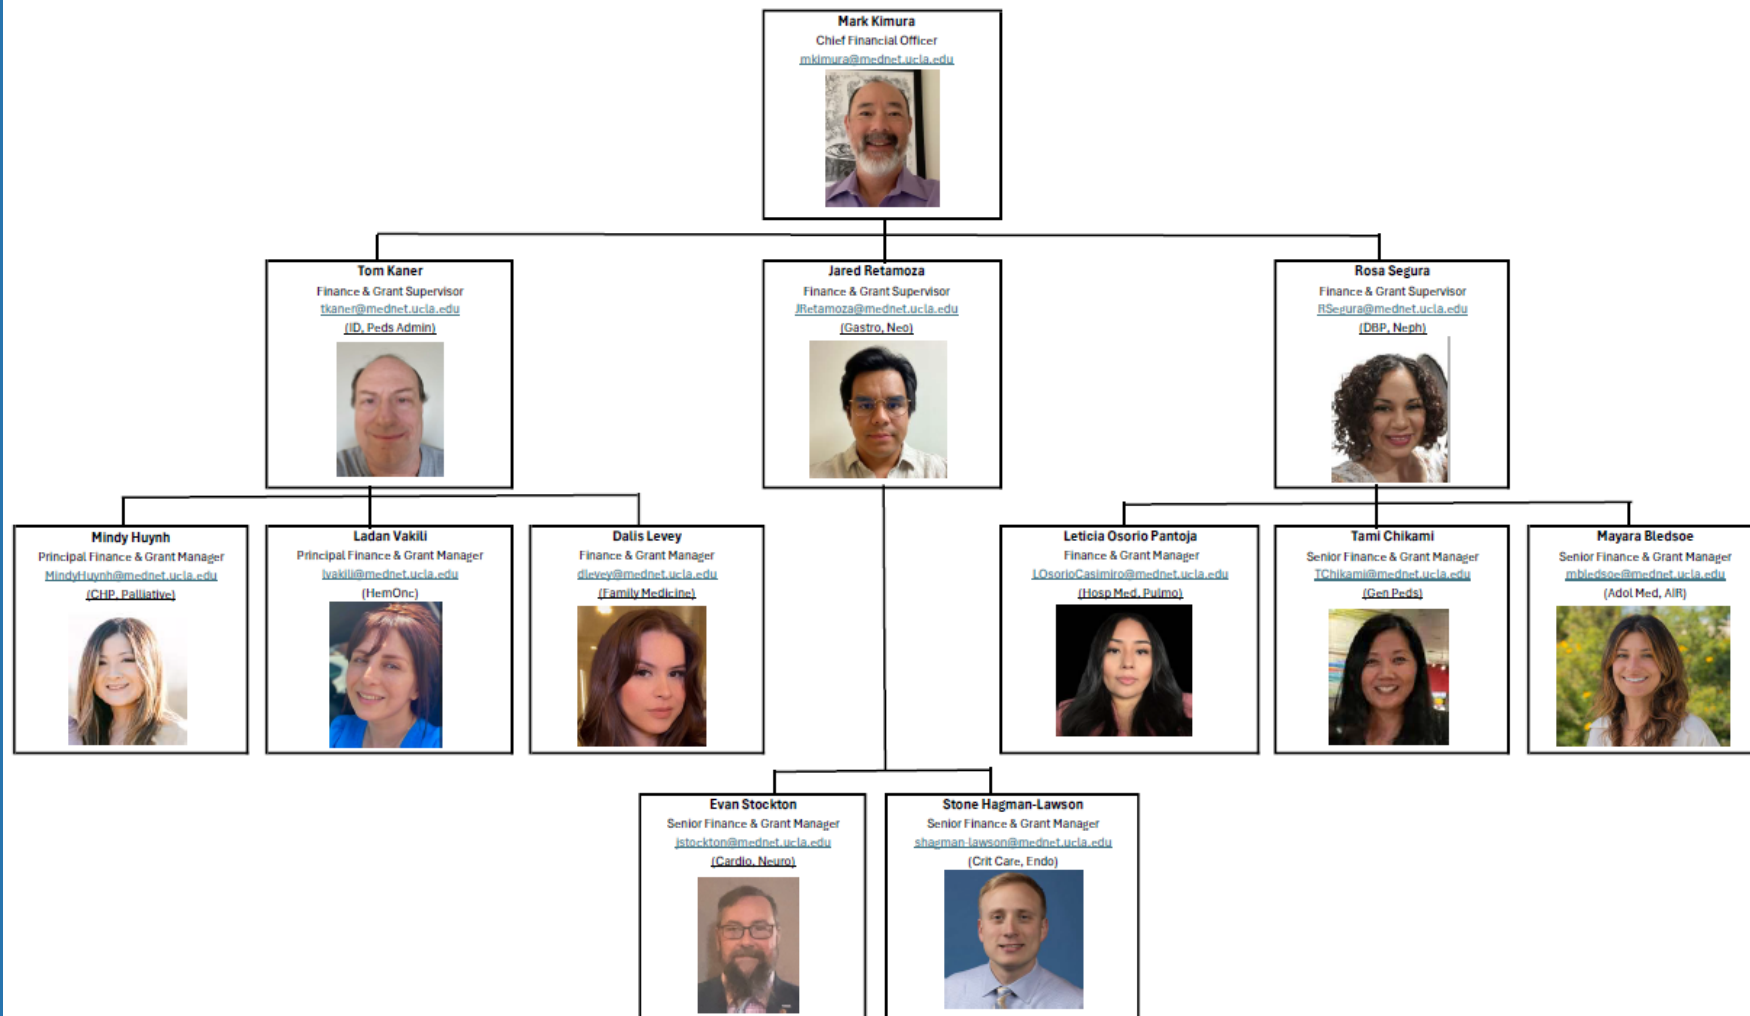 Mark Kimura
Chief Financial Officer
mkimura@mednet.ucla.edu
Tom Kaner
Finance & Grant Supervisor
tkaner@mednet.ucla.edu
(ID, Peds Admin)
Jared Retamoza
Finance & Grant Supervisor
JRetamoza@mednet.ucla.edu
(Gastro, Neo)
Rosa Segura
Finance & Grant Supervisor
RSegura@mednet.ucla.edu
(DBP, Neph)
Mindy Huynh
Principal Finance & Grant Manager
MindyHuynh@mednet.ucla.edu
(CHP, Palliative)
Ladan Vakili
Principal Finance & Grant Manager
lvakili@mednet.ucla.edu
(HemOnc)
Dalis Levey
Finance & Grant Manager
dlevey@mednet.ucla.edu
(Family Medicine)
Leticia Osorio Pantoja
Finance & Grant Manager
LOsorioCasimiro@mednet.ucla.edu
(Hosp Med, Pulmo)
Tami Chikami
Senior Finance & Grant Manager
TChikami@mednet.ucla.edu
(Gen Peds)
Mayara Bledsoe
Senior Finance & Grant Manager
mbledsoe@mednet.ucla.edu
(Adol Med, AIR)
Evan Stockton
Senior Finance & Grant Manager
jstockton@mednet.ucla.edu
(Cardio, Neuro)
Stone Hagman-Lawson
Senior Finance & Grant Manager
shagman-lawson@mednet.ucla.edu
(Crit Care, Endo)